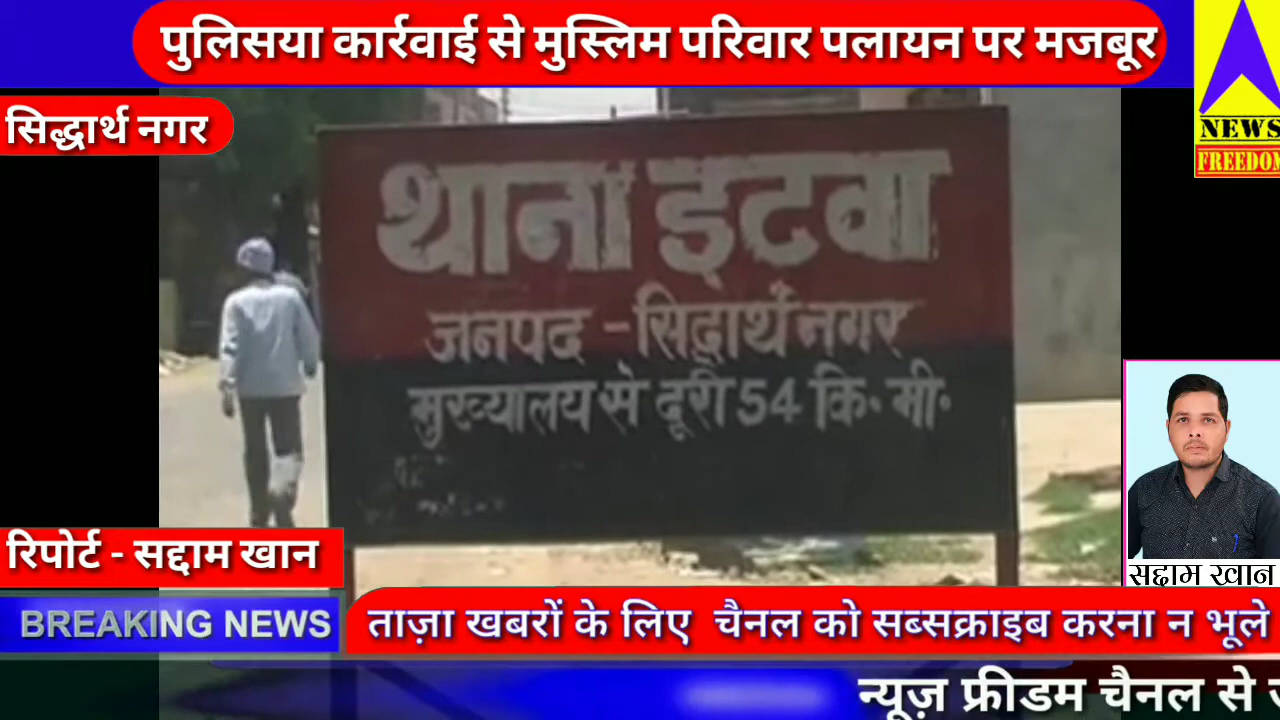 पुलिसया कार्रवाई से मुस्लिम परिवार पलायन पर मजबूर
सिद्धार्थ नगर
NEWS
FREEDOM
थाना इटवा
जनपद - सिद्वार्थ नगर
मुख्यालय से दूरी 54 कि॰ मी॰
रिपोर्ट - सद्दाम खान
सद्दाम खान
BREAKING NEWS
ताज़ा खबरों के लिए चैनल को सब्सक्राइब करना न भूले
न्यूज़ फ्रीडम चैनल से